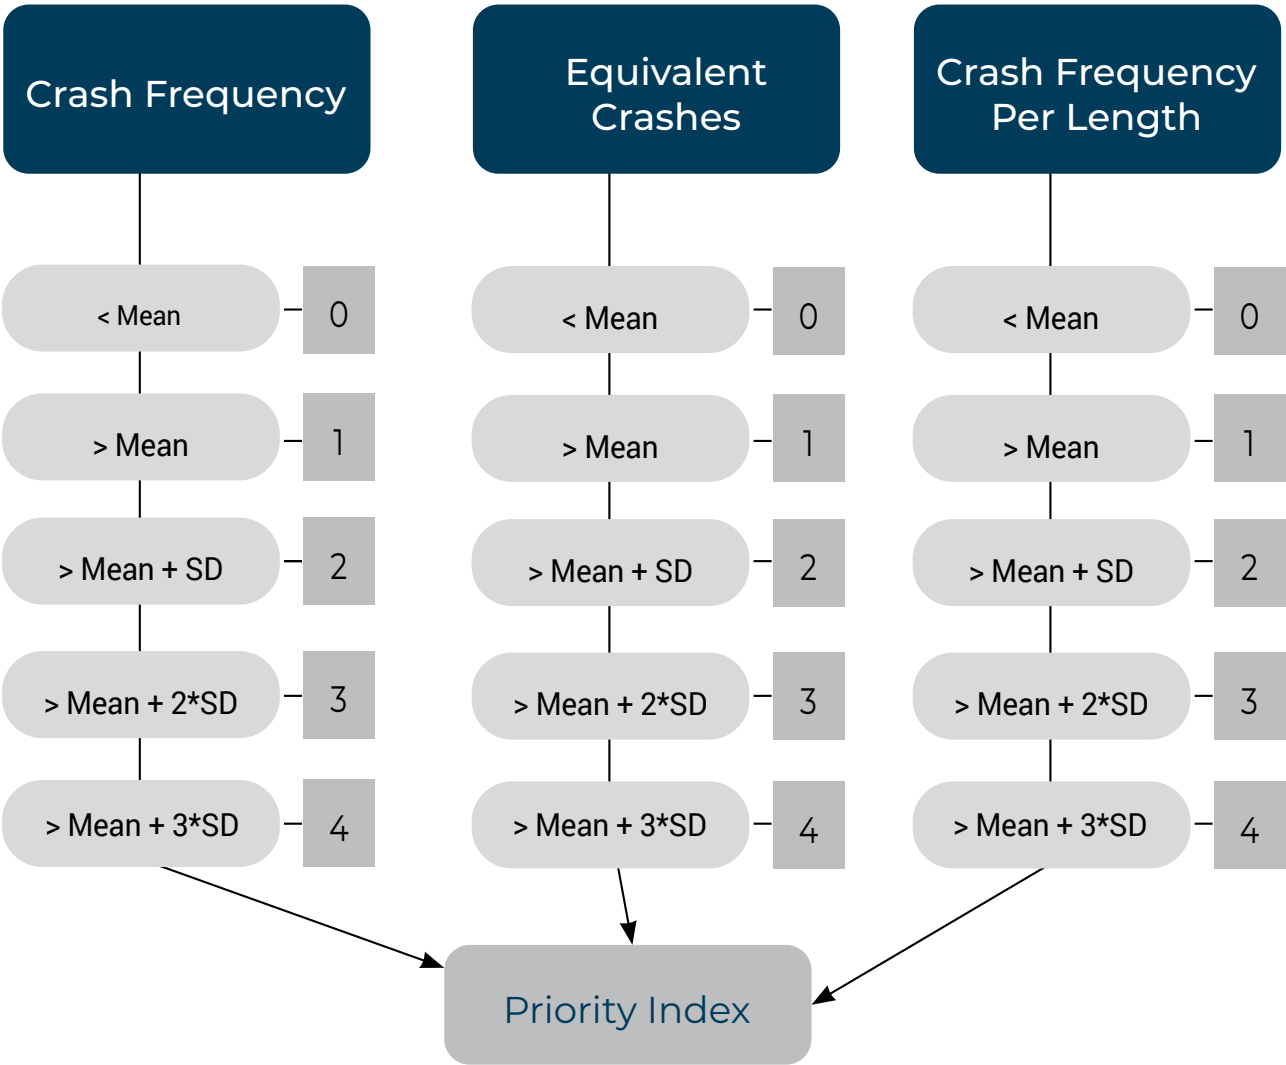 Crash Frequency
< Mean
0
> Mean
1
> Mean + SD
2
> Mean + 2*SD
3
> Mean + 3*SD
4
Equivalent
Crashes
< Mean
0
> Mean
1
> Mean + SD
2
> Mean + 2*SD
3
> Mean + 3*SD
4
Crash Frequency
Per Length
< Mean
0
> Mean
1
> Mean + SD
2
> Mean + 2*SD
3
> Mean + 3*SD
4
Priority Index